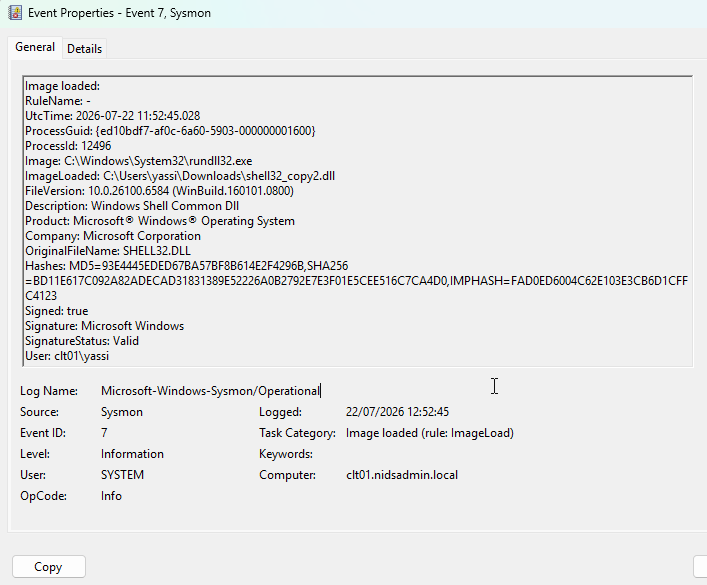 Event Properties - Event 7, Sysmon
General Details
Image loaded:
RuleName: -
UtcTime: 2026-07-22 11:52:45.028
ProcessGuid: {ed10bdf7-af0c-6a60-5903-000000001600}
ProcessId: 12496
Image: C:\Windows\System32\rundll32.exe
ImageLoaded: C:\Users\yassi\Downloads\shell32_copy2.dll
FileVersion: 10.0.26100.6584 (WinBuild.160101.0800)
Description: Windows Shell Common Dll
Product: Microsoft® Windows® Operating System
Company: Microsoft Corporation
OriginalFileName: SHELL32.DLL
Hashes: MD5=93E4445EDED67BA57BF8B614E2F4296B,SHA256
=BD11E617C092A82ADECAD31831389E52226A0B2792E7E3F01E5CEE516C7CA4D0,IMPHASH=FAD0ED6004C62E103E3CB6D1CFF
C4123
Signed: true
Signature: Microsoft Windows
SignatureStatus: Valid
User: clt01\yassi
Log Name: Microsoft-Windows-Sysmon/Operational
Source: Sysmon Logged: 22/07/2026 12:52:45
Event ID: 7 Task Category: Image loaded (rule: ImageLoad)
Level: Information Keywords:
User: SYSTEM Computer: clt01.nidsadmin.local
OpCode: Info
Copy